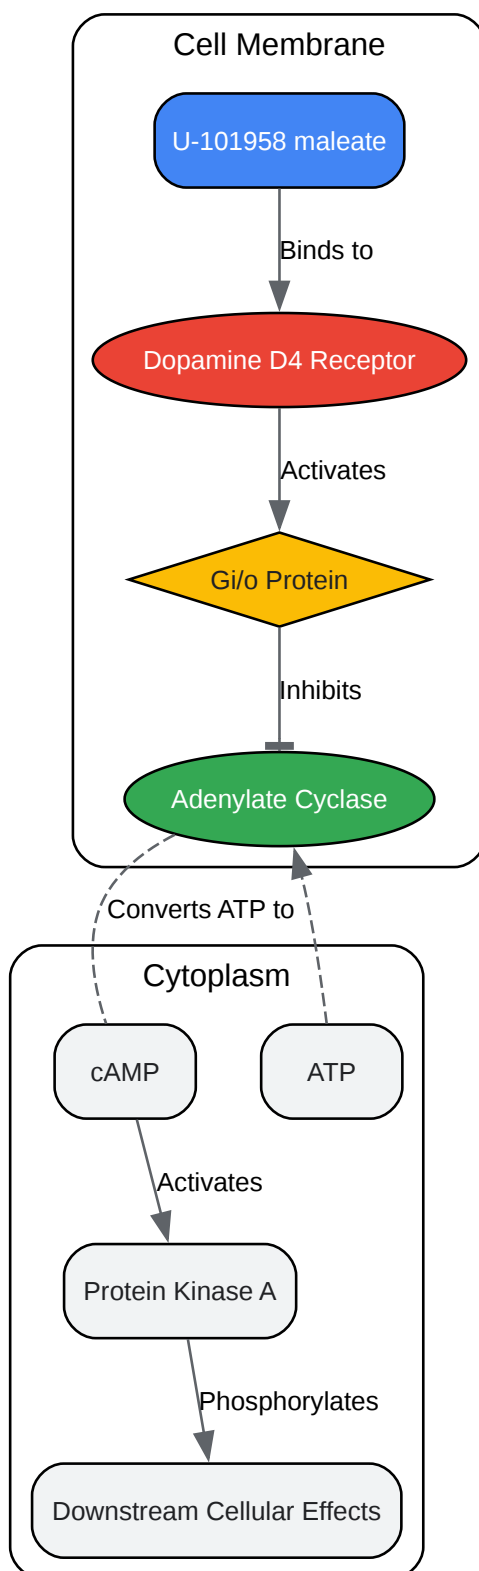 Cell Membrane
U-101958 maleate
Binds to
Dopamine D4 Receptor
Activates
Gi/o Protein
Inhibits
Adenylate Cyclase
Converts ATP to
Cytoplasm
cAMP
ATP
Activates
Protein Kinase A
Phosphorylates
Downstream Cellular Effects